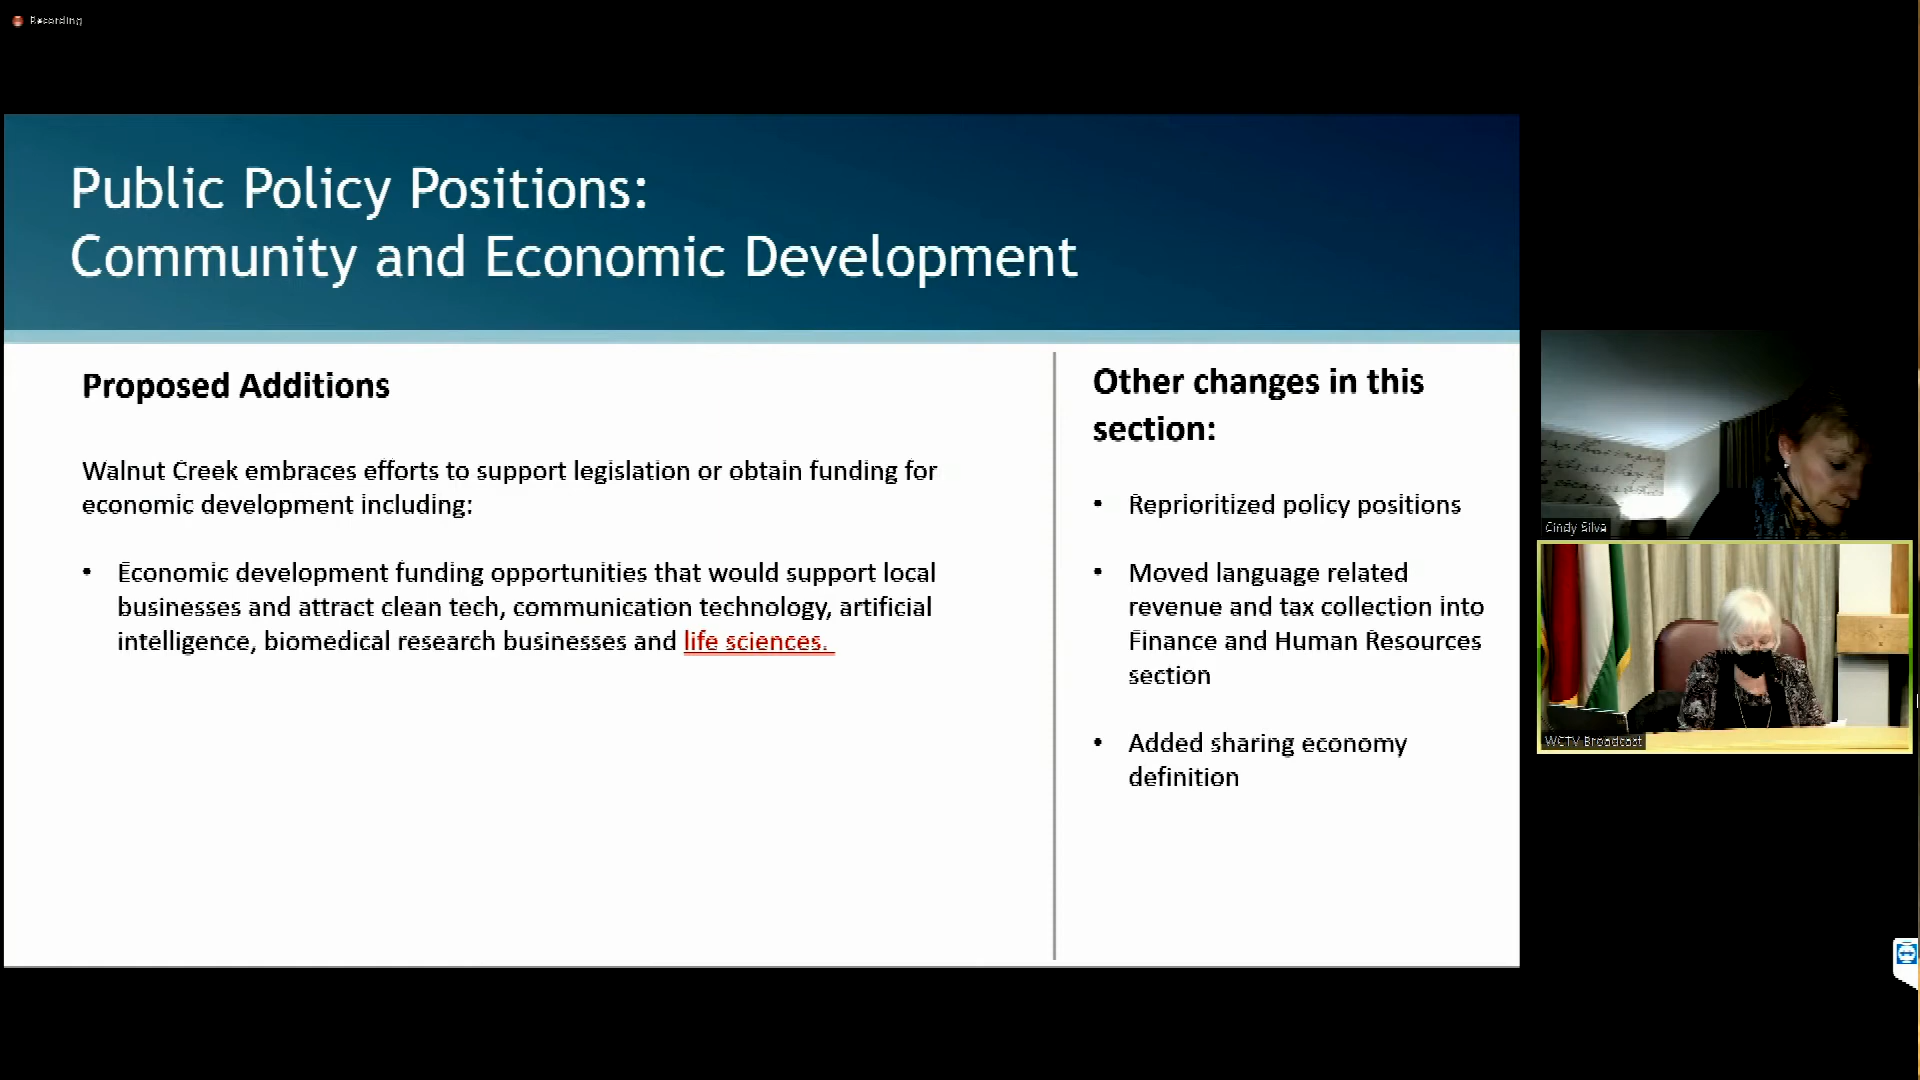 Recording
Public Policy Positions:
Community and Economic Development
Proposed Additions
Walnut Creek embraces efforts to support legislation or obtain funding for
economic development including:
• Economic development funding opportunities that would support local
businesses and attract clean tech, communication technology, artificial
intelligence, biomedical research businesses and life sciences.
Other changes in this
section:
• Reprioritized policy positions
• Moved language related
revenue and tax collection into
Finance and Human Resources
section
• Added sharing economy
definition
Cindy Silva
WCTV Broadcast